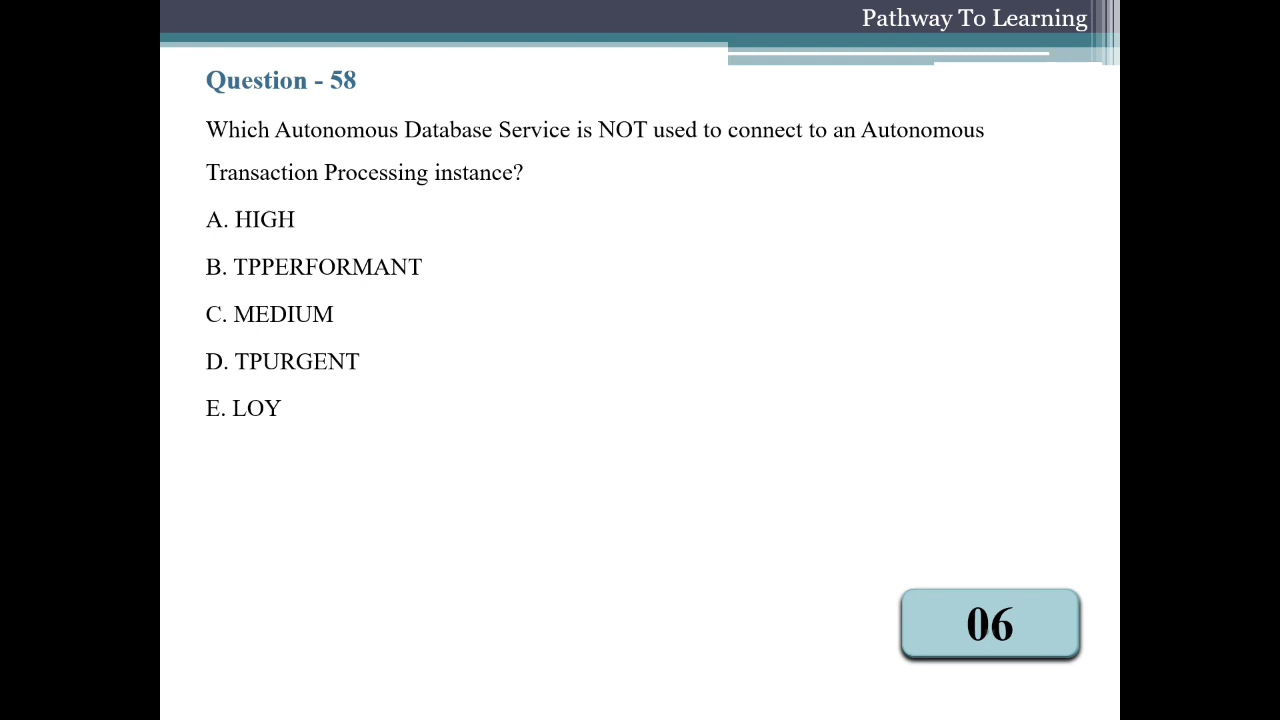 Pathway To Learning
Question - 58
Which Autonomous Database Service is NOT used to connect to an Autonomous
Transaction Processing instance?
A. HIGH
B. TPPERFORMANT
C. MEDIUM
D. TPURGENT
E. LOY
06